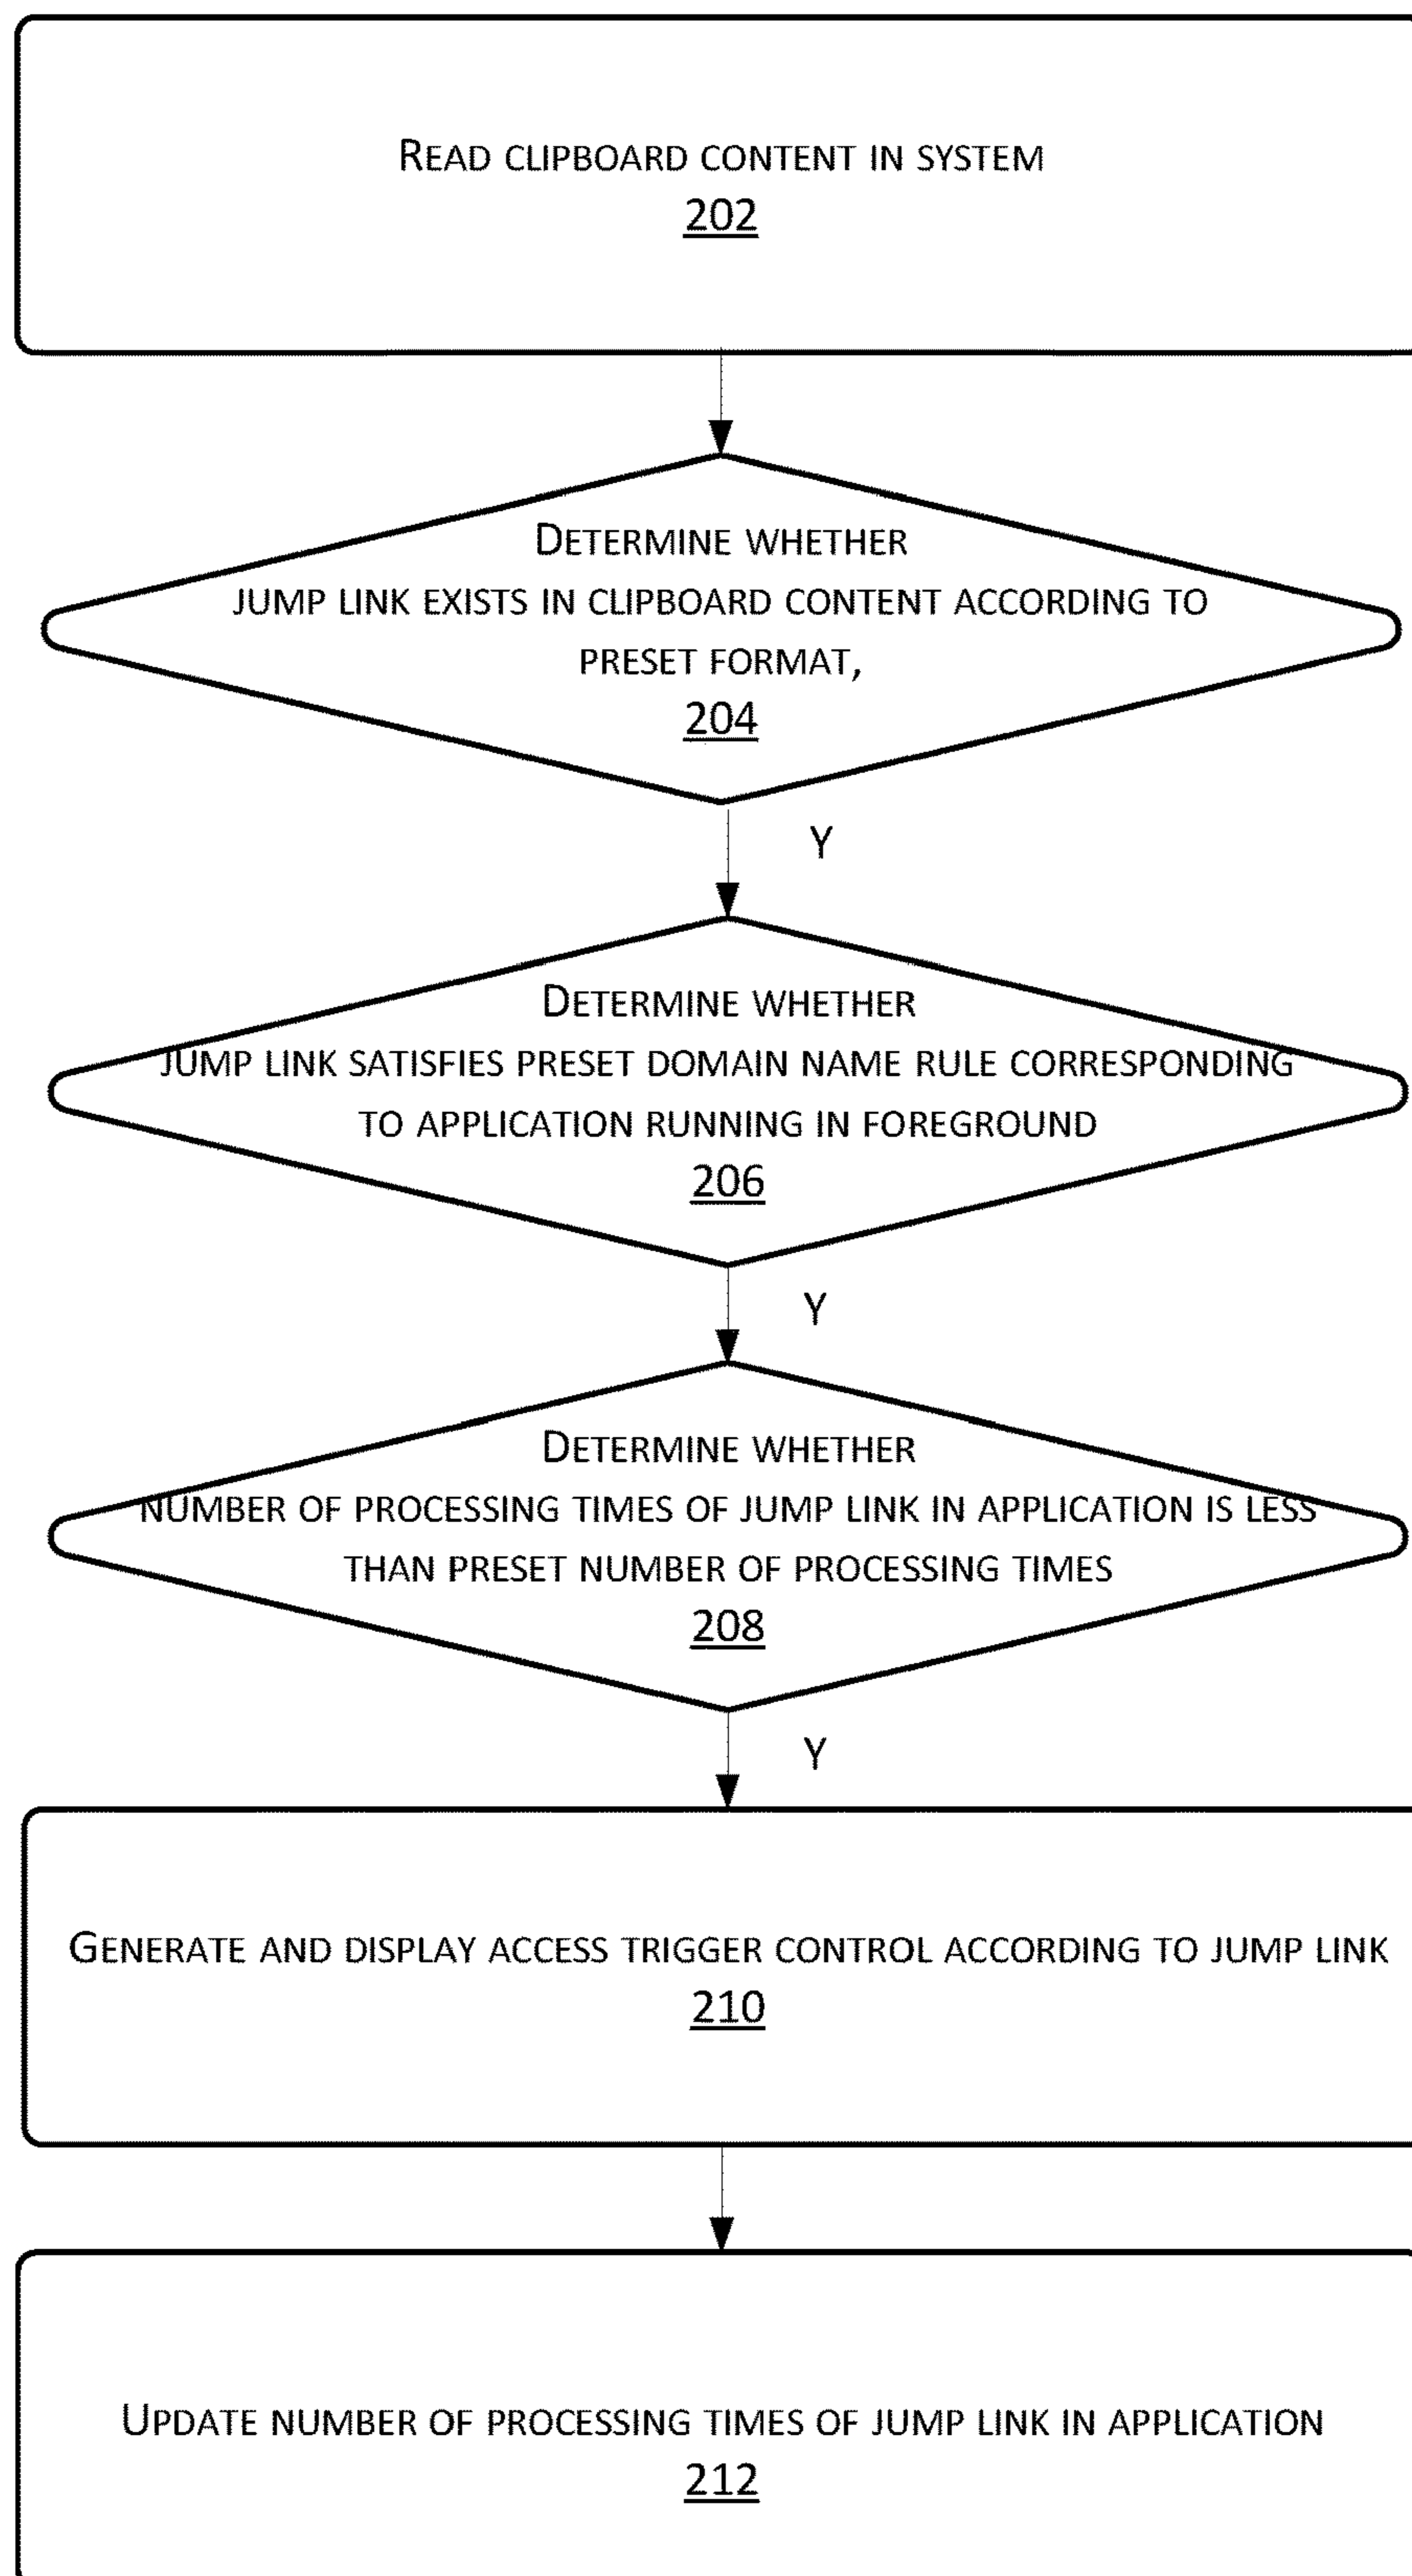 READ CLIPBOARD CONTENT IN SYSTEM
202
DETERMINE WHETHER
JUMP LINK EXISTS IN CLIPBOARD CONTENT ACCORDING TO
PRESET FORMAT,
204
Y
DETERMINE WHETHER
JUMP LINK SATISFIES PRESET DOMAIN NAME RULE CORRESPONDING
TO APPLICATION RUNNING IN FOREGROUND
206
Y
DETERMINE WHETHER
NUMBER OF PROCESSING TIMES OF JUMP LINK IN APPLICATION IS LESS
THAN PRESET NUMBER OF PROCESSING TIMES
208
Y
GENERATE AND DISPLAY ACCESS TRIGGER CONTROL ACCORDING TO JUMP LINK
210
UPDATE NUMBER OF PROCESSING TIMES OF JUMP LINK IN APPLICATION
212